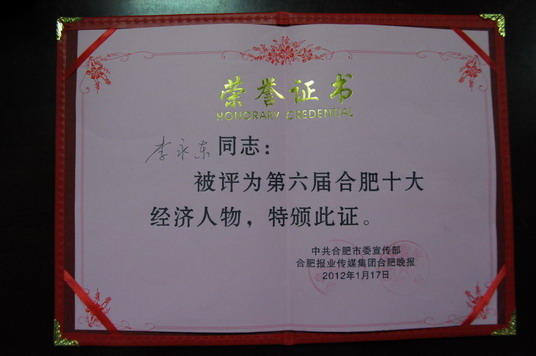 荣誉证书
HONORARY CREDENTIAL
李永东同志：
被评为第六届合肥十大
经济人物，特颁此证。
中共合肥市委宣传部
合肥报业传媒集团合肥晚报
2012年1月17日